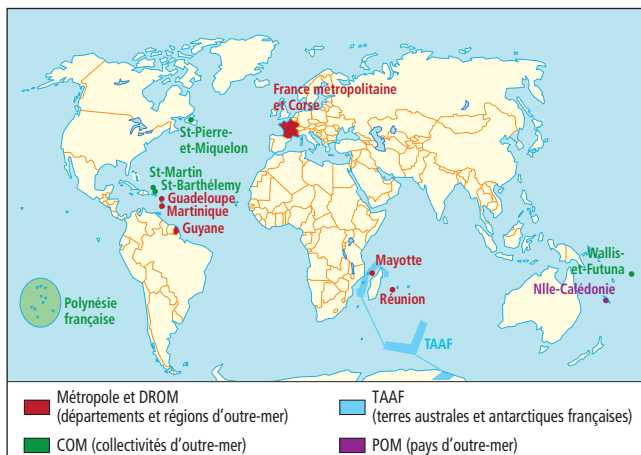 France métropolitaine
et Corse
St-Pierre-
et-Miquelon
St-Martin
St-Barthélemy
Guadeloupe
Martinique
Guyane
Mayotte
Réunion
Wallis-
et-Futuna
Nlle-Calédonie
Polynésie
française
TAAF
Métropole et DROM
(départements et régions d'outre-mer)
COM (collectivités d'outre-mer)
TAAF
(terres australes et antarctiques françaises)
POM (pays d'outre-mer)